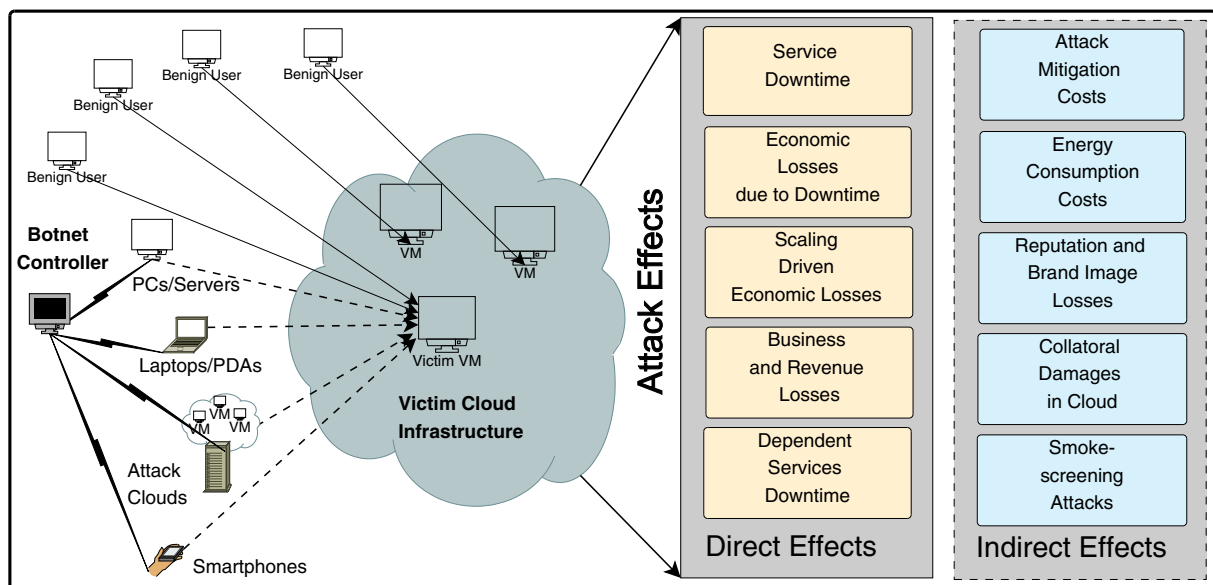 Benign User
Benign User
Benign User
Benign User
Botnet
Controller
PCs/Servers
Laptops/PDAs
VM
VM
VM
Attack
Clouds
Smartphones
VM
VM
Victim VM
Victim Cloud
Infrastructure
Attack Effects
Service
Downtime
Economic
Losses
due to Downtime
Scaling
Driven
Economic Losses
Business
and Revenue
Losses
Dependent
Services
Downtime
Direct Effects
Attack
Mitigation
Costs
Energy
Consumption
Costs
Reputation and
Brand Image
Losses
Collatoral
Damages
in Cloud
Smoke-
screening
Attacks
Indirect Effects